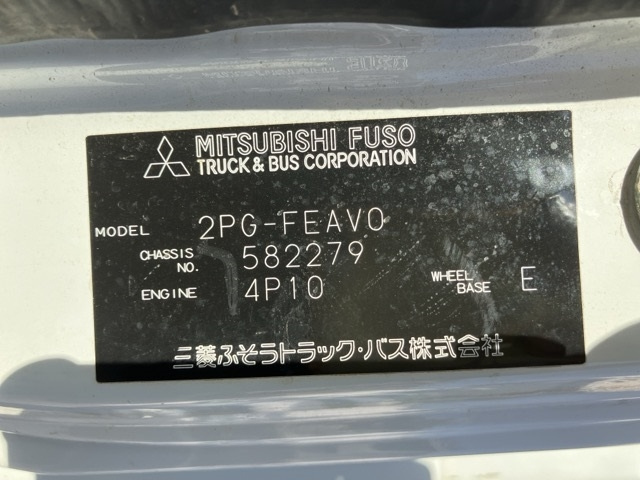 MITSUBISHI FUSO
TRUCK & BUS CORPORATION
MODEL 2PG-FEAV0
CHASSIS NO. 582279
ENGINE 4P10 WHEEL BASE E
三菱ふそうトラック・バス株式会社